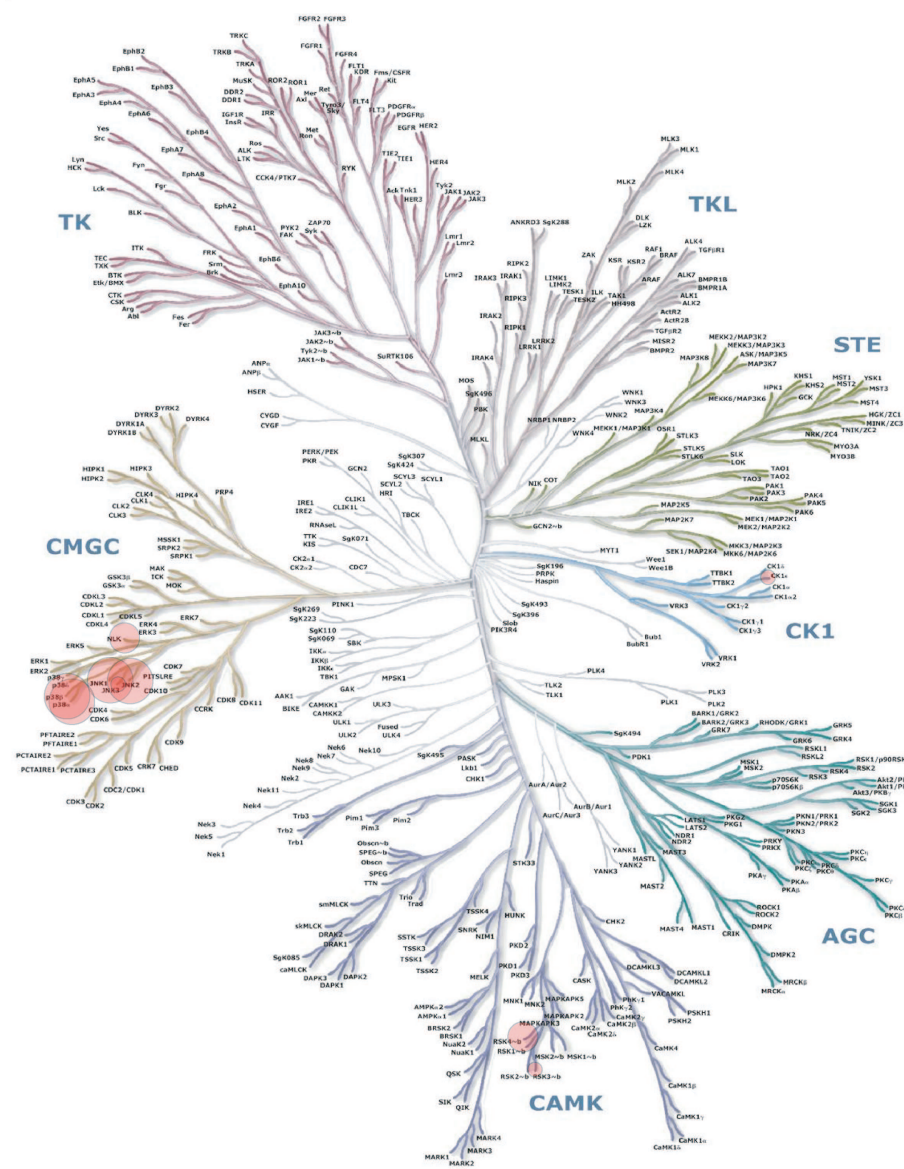 FGFR2 FGFR3
TRKC
FGFR1
TRKB
FGFR4
EphB2
TRKA
FLT1
EphB1
KDR
Fms/CSFR
Kit
MuSK
ROR2
ROR1
EphA5
EphB3
DDR2
Mer
Ret
EphA3
DDR1
Axl
Tyro3/
Sky
EphA4
FLT4
FLT3
PDGFRα
PDGFRβ
EphA6
IGF1R
IRR
InsR
EGFR
HER2
Yes
Src
EphB4
Met
Ron
MLK3
MLK1
Ros
ALK
LTK
EphA7
TIE2
TIE1
Lyn
HCK
Fyn
RYK
HER4
MLK4
EphA8
CCK4/PTK7
MLK2
Lck
Fgr
Ack
Tnk1
Tyk2
JAK1
JAK2
JAK3
HER3
TKL
BLK
EphA2
TK
ANKRD3 SgK288
DLK
LZK
EphA1
PYK2
FAK
ZAP70
Syk
Lmr1
Lmr2
ITK
FRK
TEC
TXK
Srm
Brk
EphB6
ZAK
KSR
KSR2
RAF1
BRAF
ALK4
TGFβR1
BTK
Etk/BMX
Lmr3
RIPK2
IRAK3
IRAK1
LIMK1
LIMK2
TESK1
TESK2
ILK
TAK1
HH498
ARAF
ALK7
BMPR1B
BMPR1A
CTK
CSK
EphA10
RIPK3
ALK1
ALK2
Arg
Abl
Fes
Fer
IRAK2
RIPK1
ActR2
ActR2B
TGFβR2
JAK3~b
JAK2~b
Tyk2~b
JAK1~b
LRRK2
LRRK1
MISR2
BMPR2
MEKK2/MAP3K2
MEKK3/MAP3K3
ASK/MAP3K5
MAP3K7
STE
SuRTK106
IRAK4
MAP3K8
ANPα
ANPβ
MOS
SgK496
HSER
PBK
WNK1
WNK3
WNK2
WNK4
MEKK6/MAP3K6
MAP3K4
HPK1
KHS1
KHS2
GCK
MST1
MST2
YSK1
MST3
MST4
CYGD
CYGF
NRBP1 NRBP2
MEKK1/MAP3K1
HGK/ZC1
MINK/ZC3
TNIK/ZC2
NRK/ZC4
DYRK2
DYRK3
DYRK4
DYRK1A
DYRK1B
MLKL
OSR1
STLK3
STLK5
STLK6
MYO3A
MYO3B
SLK
LOK
PERK/PEK
PKR
SgK307
SgK424
GCN2
SCYL3
SCYL2
SCYL1
HRI
HIPK1
HIPK2
HIPK3
TAO1
TAO2
TAO3
NIK
COT
PAK1
PAK3
PAK2
PAK4
PAK5
PAK6
CLK4
CLK1
CLK2
CLK3
HIPK4
PRP4
IRE1
IRE2
CLIK1
CLIK1L
TBCK
MAP2K5
MAP2K7
MEK1/MAP2K1
MEK2/MAP2K2
GCN2~b
RNAseL
TTK
KIS
SgK071
MKK3/MAP2K3
MKK6/MAP2K6
SEK1/MAP2K4
MSSK1
SRPK2
SRPK1
CMGC
MYT1
Wee1
Wee1B
CK2α1
CK2α2
CDC7
SgK196
PRPK
Haspin
CK1δ
CK1ε
CK1α
CK1α2
TTBK1
TTBK2
MAK
ICK
MOK
GSK3β
GSK3α
CDKL3
CDKL2
CDKL1
CDKL5
CDKL4
ERK7
PINK1
SgK269
SgK223
SgK493
SgK396
Slob
PIK3R4
VRK3
CK1γ2
CK1γ1
CK1γ3
CK1
ERK4
ERK3
NLK
ERK5
SgK110
SgK069
SBK
Bub1
BubR1
VRK1
VRK2
ERK1
ERK2
IKKα
IKKβ
IKKε
TBK1
CDK7
PITSLRE
CDK10
p38γ
p38δ
p38β
p38α
JNK1
JNK2
JNK3
MPSK1
GAK
AAK1
BIKE
PLK4
TLK2
TLK1
PLK3
PLK1
PLK2
CDK4
CDK6
CCRK
CDK8
CDK11
CAMKK1
CAMKK2
ULK3
BARK1/GRK2
BARK2/GRK3
GRK7
RHODK/GRK1
GRK5
GRK6
GRK4
PFTAIRE2
PFTAIRE1
CDK9
ULK1
ULK2
Fused
ULK4
SgK494
PCTAIRE2
PCTAIRE1
PCTAIRE3
CDK5
CRK7
CHED
Nek6
Nek7
Nek10
Nek8
Nek9
SgK495
PASK
Lkb1
CHK1
PDK1
RSKL1
RSKL2
MSK1
MSK2
RSK1/p90RSK
RSK4
RSK2
RSK3
p70S6K
p70S6Kβ
CDC2/CDK1
CDK3
CDK2
Nek2
Nek11
AurA/Aur2
Akt3/PKBγ
SGK1
SGK3
SGK2
Nek4
Trb3
Pim1
Pim2
Pim3
AurB/Aur1
AurC/Aur3
LATS1
LATS2
NDR1
NDR2
PKG2
PKG1
PKN1/PRK1
PKN2/PRK2
PKN3
Nek3
Nek5
Nek1
Trb2
Trb1
YANK1
YANK2
YANK3
MASTL
MAST3
PRKY
PRKX
Obscn~b
SPEG~b
Obscn
SPEG
STK33
MAST2
PKAγ
PKAα
PKAβ
PKCγ
TTN
Trio
Trad
smMLCK
TSSK4
HUNK
CHK2
MAST4
MAST1
ROCK1
ROCK2
DMPK
CRIK
AGC
skMLCK
DRAK2
DRAK1
SSTK
SNRK
NIM1
TSSK3
TSSK1
TSSK2
PKD2
PKD1
PKD3
SgK085
caMLCK
DAPK3
DAPK2
DAPK1
DMPK2
MRCKβ
MRCKα
MELK
CASK
DCAMKL3
DCAMKL1
DCAMKL2
VACAMKL
PSKH1
PSKH2
AMPKα2
AMPKα1
MNK1
MNK2
MAPKAPK5
MAPKAPK2
MAPKAPK3
PhKγ1
PhKγ2
CaMK2γ
CaMK2α
CaMK2β
CaMK2δ
BRSK2
BRSK1
NuaK2
NuaK1
RSK4~b
RSK1~b
MSK2~b
MSK1~b
CaMK4
QSK
RSK2~b
RSK3~b
CaMK1β
SIK
QIK
CAMK
CaMK1γ
MARK4
MARK1
MARK3
MARK2
CaMK1α
CaMK1δ